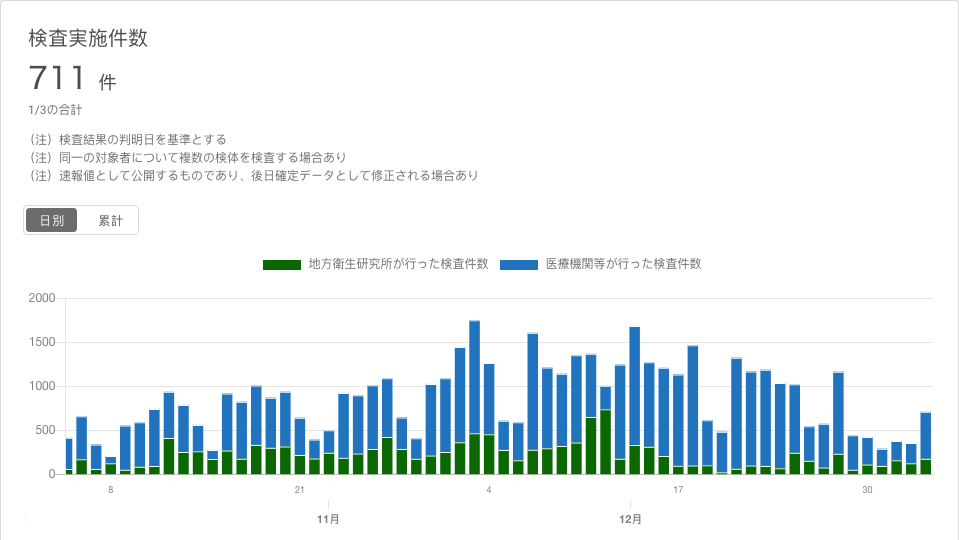 検査実施件数
711 件
1/3の合計
（注）検査結果の判明日を基準とする
（注）同一の対象者について複数の検体を検査する場合あり
（注）速報値として公開するものであり、後日確定データとして修正される場合あり
日別 累計
地方衛生研究所が行った検査件数 医療機関等が行った検査件数
2000
1500
1000
500
0
8 21 4 17 30
11月 12月